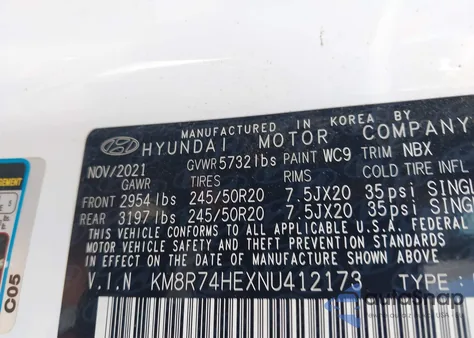 MANUFACTURED IN KOREA BY
HYUNDAI MOTOR COMPANY
NOV/2021 GVWR 5732 lbs PAINT WC9 TRIM NBX
GAWR TIRES RIMS COLD TIRE INFL
FRONT 2954 lbs 245/50R20 7.5JX20 35psi SINGL
REAR 3197 lbs 245/50R20 7.5JX20 35psi SING
THIS VEHICLE CONFORMS TO ALL APPLICABLE U.S.A. FEDERAL
MOTOR VEHICLE SAFETY AND THEFT PREVENTION STANDARDS
IN EFFECT ON THE DATE OF MANUFACTURE SHOWN ABOVE
V.I.N KM8R74HEXNU412173 TYPE :
C05
autoshop